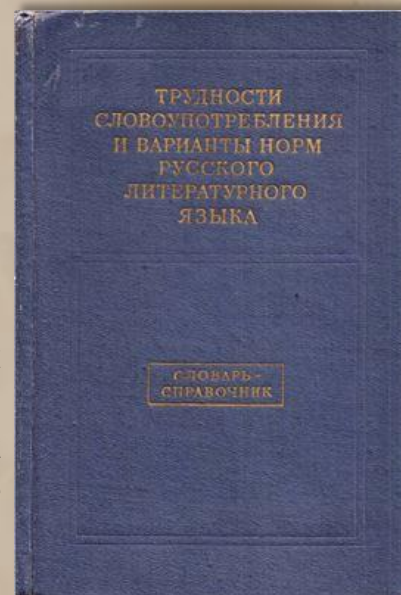 ТРУДНОСТИ
СЛОВОУПОТРЕБЛЕНИЯ
И ВАРИАНТЫ НОРМ
РУССКОГО
ЛИТЕРАТУРНОГО
ЯЗЫКА
СЛОВАРЬ-
СПРАВОЧНИК